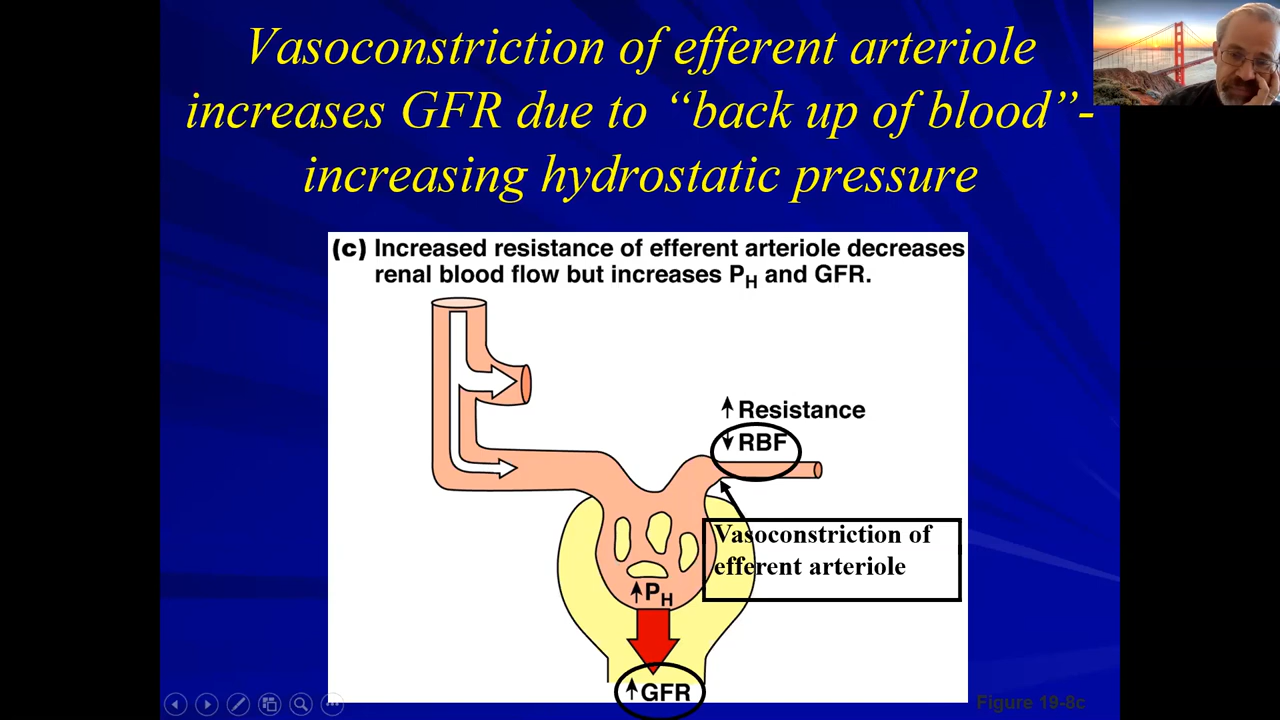 Vasoconstriction of efferent arteriole
increases GFR due to “back up of blood”-
increasing hydrostatic pressure
(c) Increased resistance of efferent arteriole decreases
renal blood flow but increases PH and GFR.
↑ Resistance
↓ RBF
Vasoconstriction of
efferent arteriole
↑PH
↑GFR
Figure 19-8c